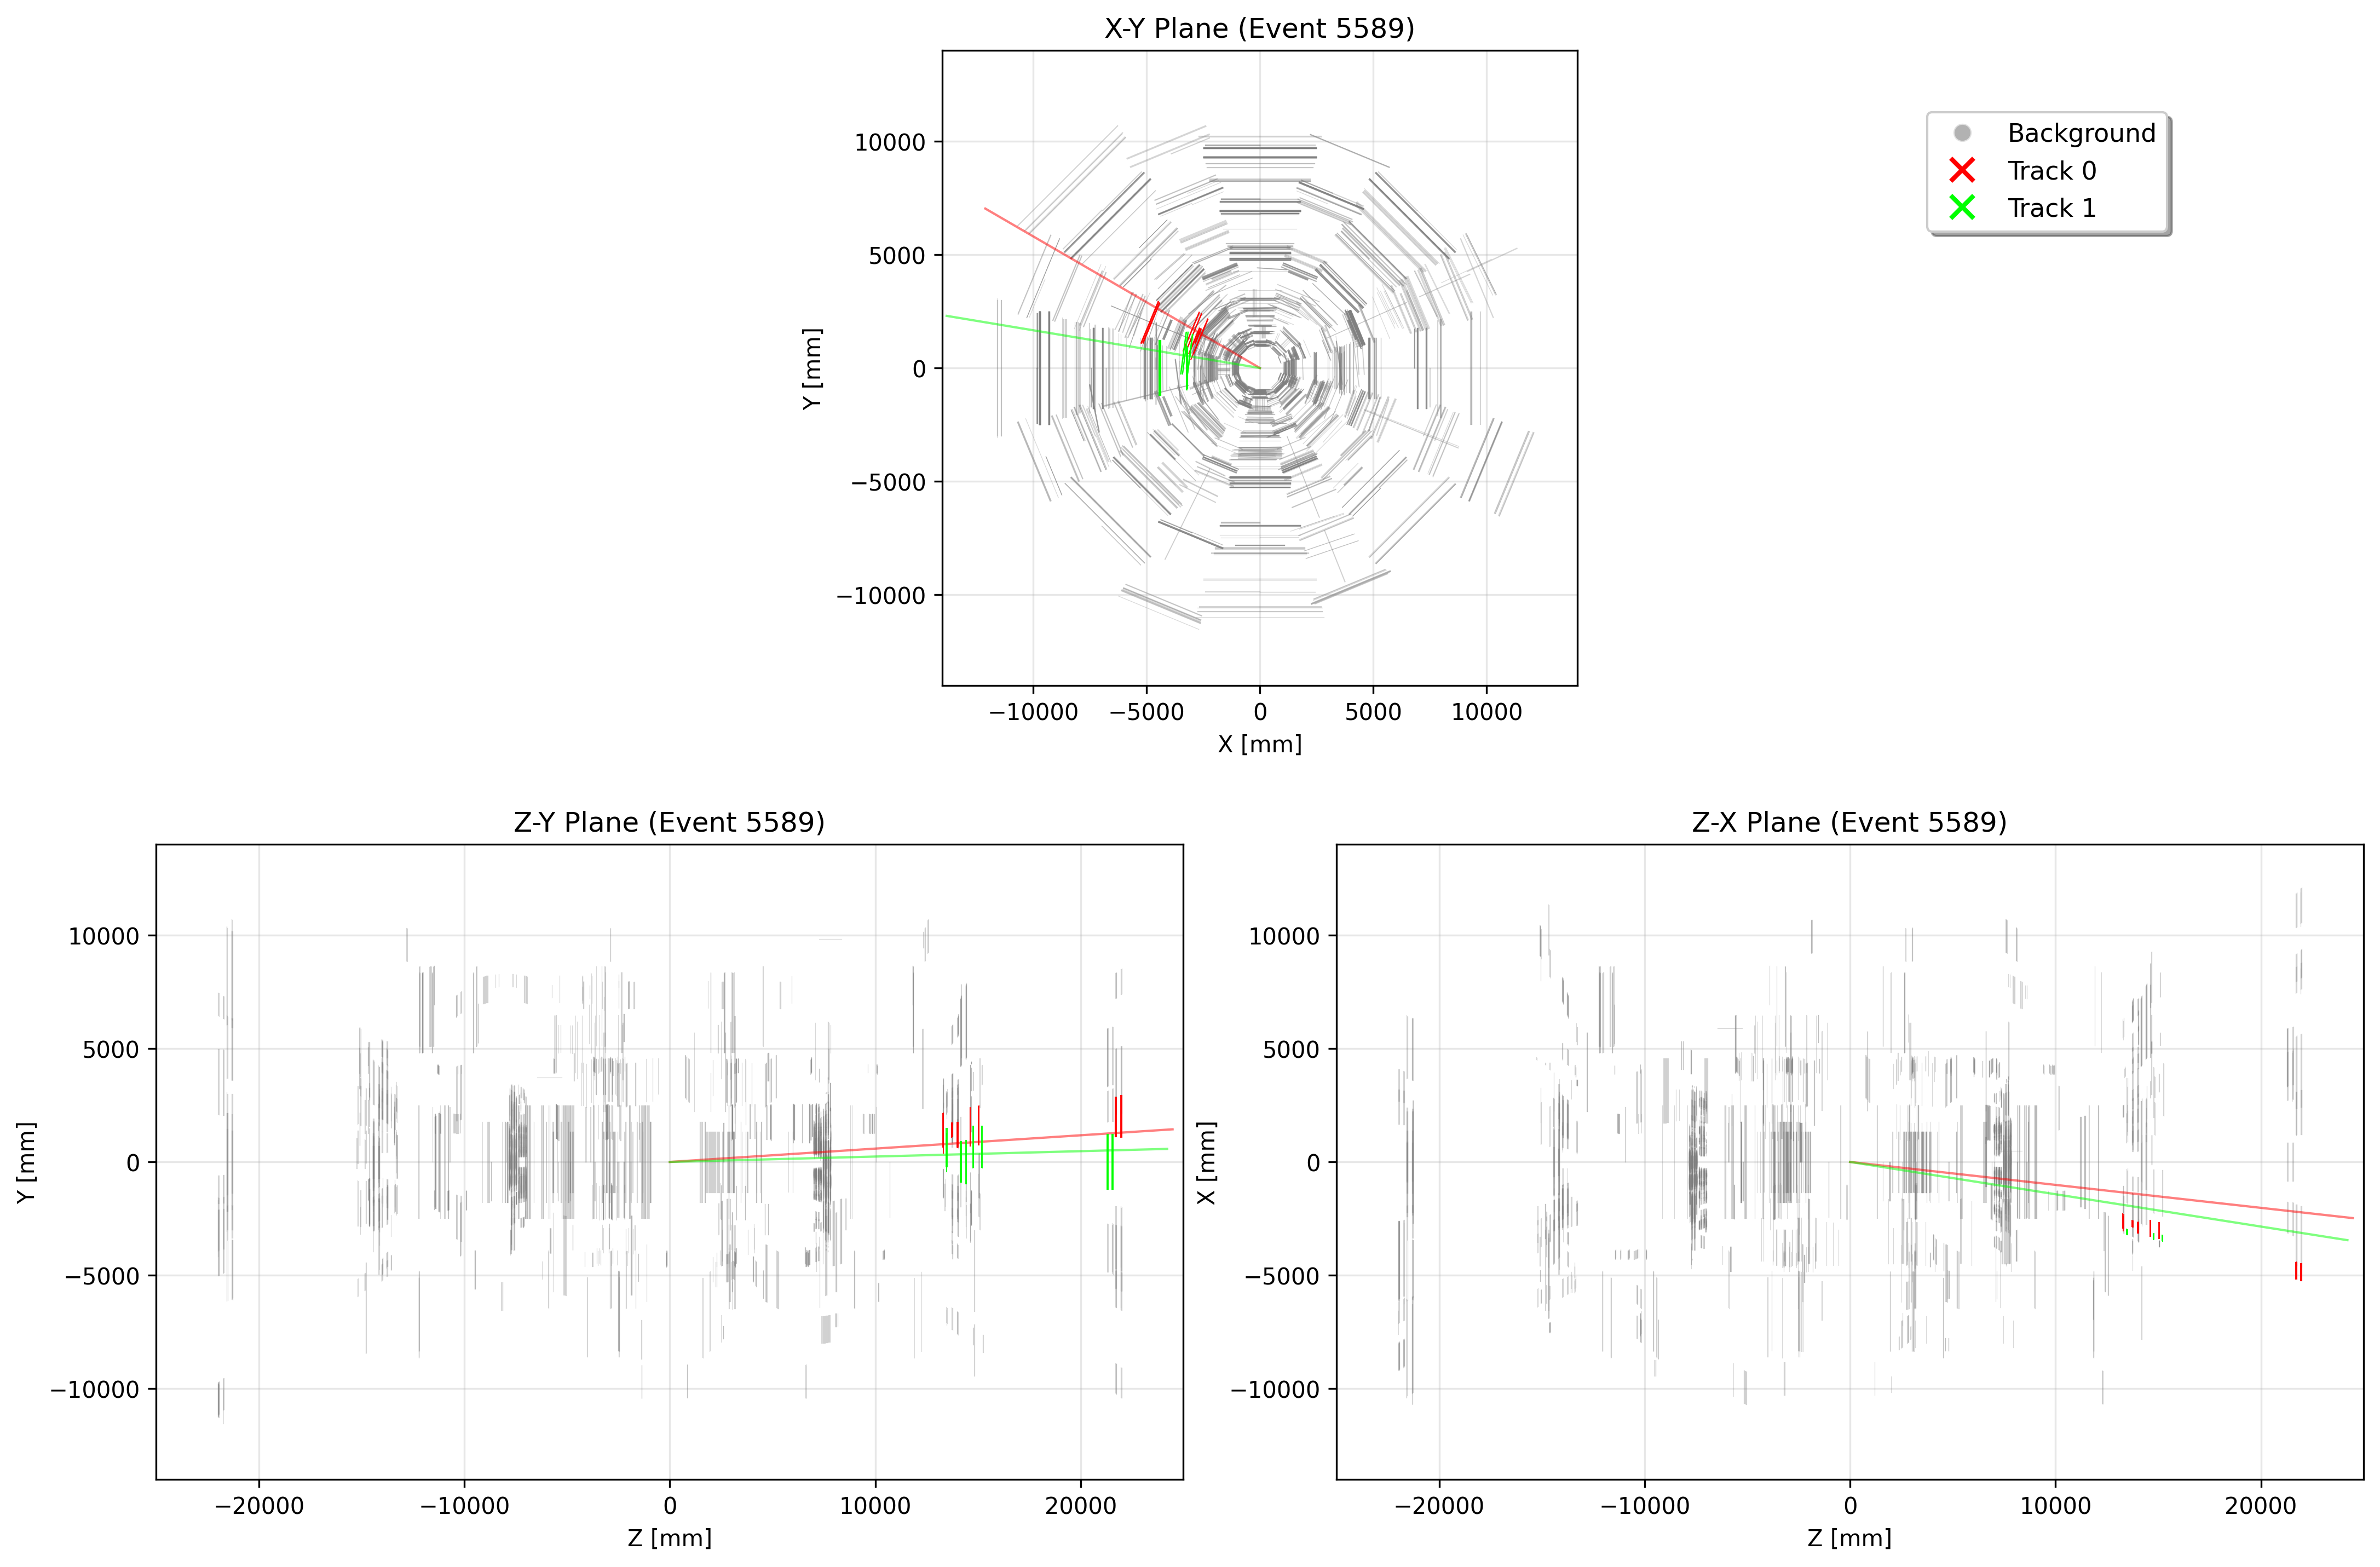 X-Y Plane (Event 5589)
Background
Track 0
Track 1
10000
5000
0
−5000
−10000
Y [mm]
−10000 −5000 0 5000 10000
X [mm]
Z-Y Plane (Event 5589)
10000
5000
0
−5000
−10000
Y [mm]
−20000 −10000 0 10000 20000
Z [mm]
Z-X Plane (Event 5589)
10000
5000
0
−5000
−10000
X [mm]
−20000 −10000 0 10000 20000
Z [mm]